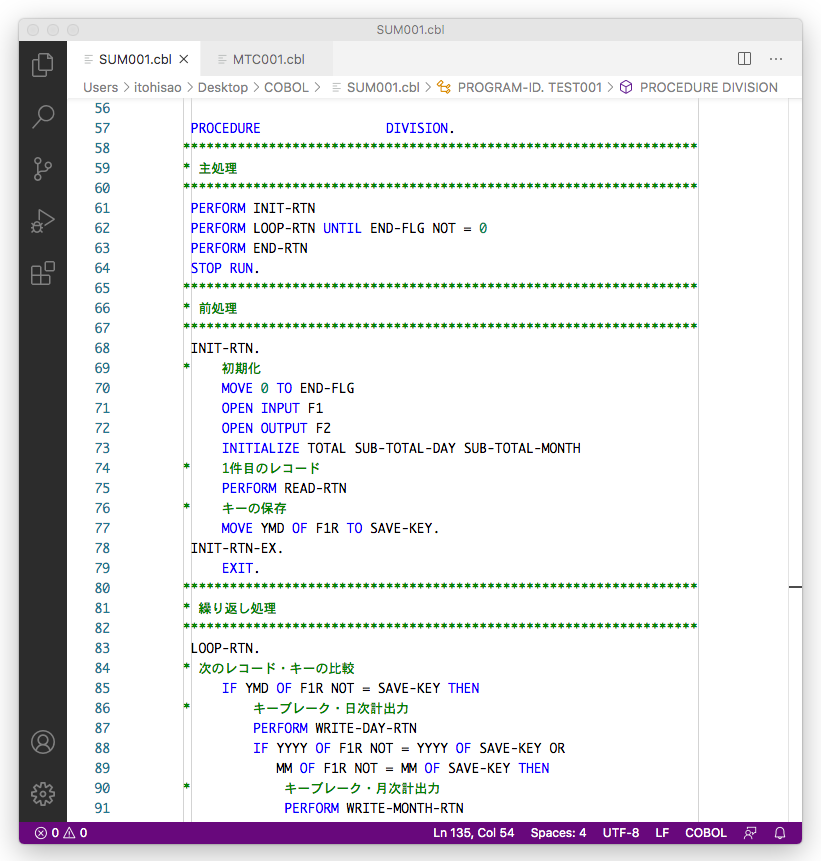 SUM001.cbl
SUM001.cbl × MTC001.cbl
Users > itohisao > Desktop > COBOL > SUM001.cbl > PROGRAM-ID. TEST001 > PROCEDURE DIVISION
56
57 PROCEDURE DIVISION.
58 *****************************************************************
59 * 主処理
60 *****************************************************************
61 PERFORM INIT-RTN
62 PERFORM LOOP-RTN UNTIL END-FLG NOT = 0
63 PERFORM END-RTN
64 STOP RUN.
65 *****************************************************************
66 * 前処理
67 *****************************************************************
68 INIT-RTN.
69 * 初期化
70 MOVE 0 TO END-FLG
71 OPEN INPUT F1
72 OPEN OUTPUT F2
73 INITIALIZE TOTAL SUB-TOTAL-DAY SUB-TOTAL-MONTH
74 * 1件目のレコード
75 PERFORM READ-RTN
76 * キーの保存
77 MOVE YMD OF F1R TO SAVE-KEY.
78 INIT-RTN-EX.
79 EXIT.
80 *****************************************************************
81 * 繰り返し処理
82 *****************************************************************
83 LOOP-RTN.
84 * 次のレコード・キーの比較
85 IF YMD OF F1R NOT = SAVE-KEY THEN
86 * キーブレーク・日次計出力
87 PERFORM WRITE-DAY-RTN
88 IF YYYY OF F1R NOT = YYYY OF SAVE-KEY OR
89 MM OF F1R NOT = MM OF SAVE-KEY THEN
90 * キーブレーク・月次計出力
91 PERFORM WRITE-MONTH-RTN
0 0 Ln 135, Col 54 Spaces: 4 UTF-8 LF COBOL